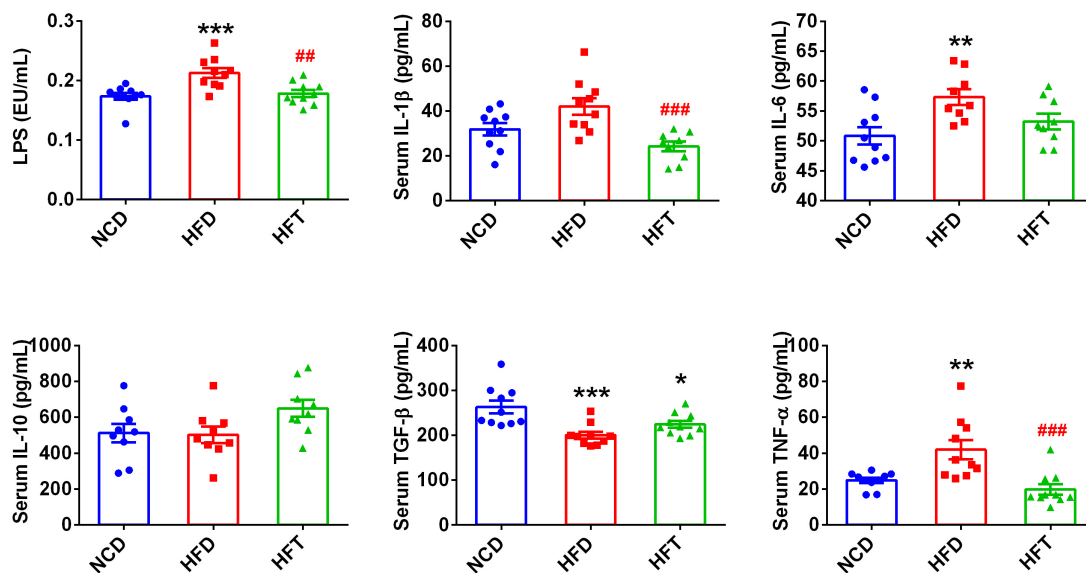 LPS (EU/mL)
0.3
0.2
0.1
0.0
***
##
NCD
HFD
HFT
Serum IL-1β (pg/mL)
80
60
40
20
0
###
NCD
HFD
HFT
Serum IL-6 (pg/mL)
70
65
60
55
50
45
40
**
NCD
HFD
HFT
Serum IL-10 (pg/mL)
1000
800
600
400
200
0
NCD
HFD
HFT
Serum TGF-β (pg/mL)
400
300
200
100
0
***
*
NCD
HFD
HFT
Serum TNF-α (pg/mL)
100
80
60
40
20
0
**
###
NCD
HFD
HFT